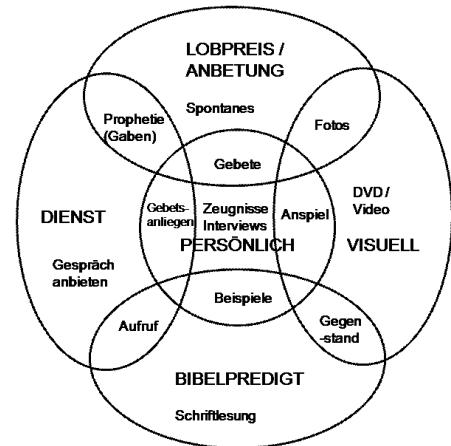 LOBPREIS /
ANBETUNG
Spontanes
Prophetie
(Gaben)
Fotos
Gebete
DVD /
Video
DIENST
Gebets-
anliegen
Zeugnisse
Interviews
Anspiel
PERSÖNLICH
VISUELL
Gespräch
anbieten
Beispiele
Aufruf
Gegen
-stand
BIBELPREDIGT
Schriftlesung